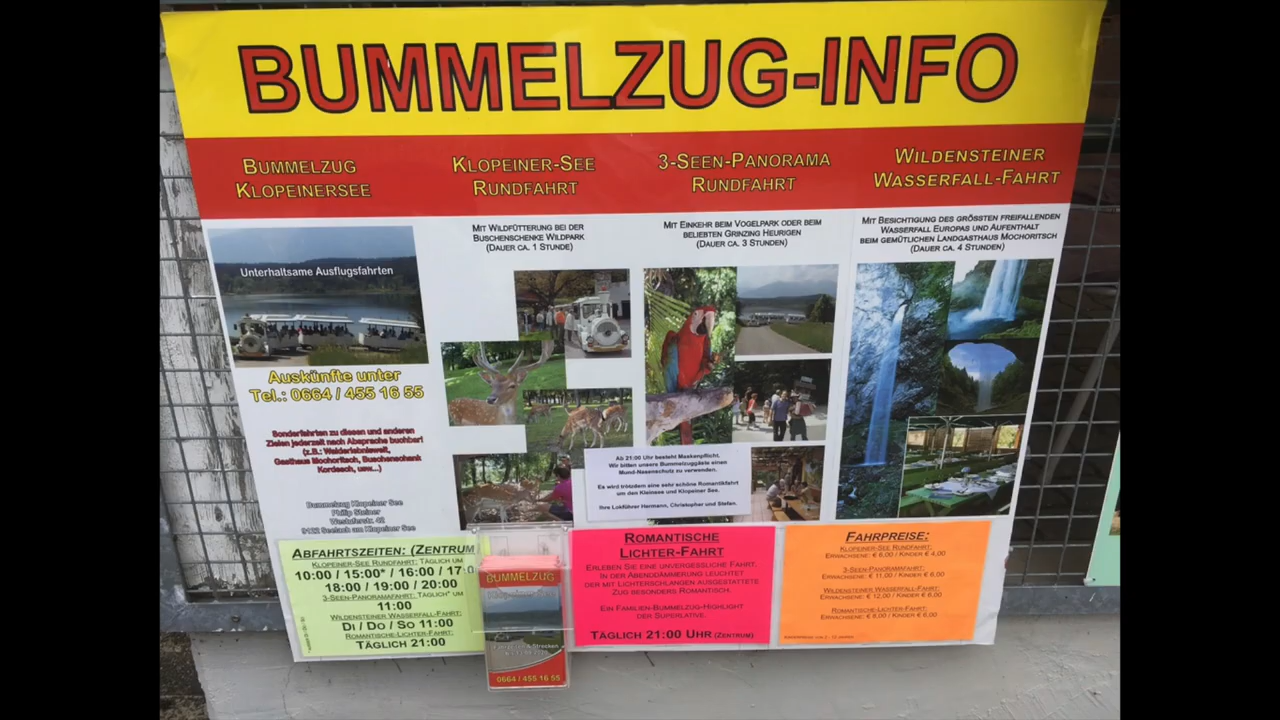 BUMMELZUG-INFO
BUMMELZUG
KLOPEINERSEE
KLOPEINER-SEE
RUNDFAHRT
3-SEEN-PANORAMA
RUNDFAHRT
WILDENSTEINER
WASSERFALL-FAHRT
Unterhaltsame Ausflugsfahrten
Auskünfte unter
Tel.: 0664 / 455 16 55
Sonderfahrten zu diesen und anderen
Zielen jederzeit nach Absprache buchbar!
(z.B.: Walderlebniswelt,
Gasthaus Mochoritsch, Buschenschank
Kordesch, usw...)
Bummelzug Klopeiner See
Philip Steiner
Westuferstr. 42
9122 Seelach am Klopeiner See
MIT WILDFÜTTERUNG BEI DER
BUSCHENSCHENKE WILDPARK
(DAUER CA. 1 STUNDE)
MIT EINKEHR BEIM VOGELPARK ODER BEIM
BELIEBTEN GRINZING HEURIGEN
(DAUER CA. 3 STUNDEN)
MIT BESICHTIGUNG DES GRÖSSTEN FREIFALLENDEN
WASSERFALL EUROPAS UND AUFENTHALT
BEIM GEMÜTLICHEN LANDGASTHAUS MOCHORITSCH
(DAUER CA. 4 STUNDEN)
Ab 21:00 Uhr besteht Maskenpflicht.
Wir bitten unsere Bummelzuggäste einen
Mund-Nasenschutz zu verwenden.
Es wird trotzdem eine sehr schöne Romantikfahrt
um den Kleinsee und Klopeiner See.
Ihre Lokführer Hermann, Christopher und Stefan.
ABFAHRTSZEITEN: (ZENTRUM
KLOPEINER-SEE RUNDFAHRT: TÄGLICH UM
10:00 / 15:00* / 16:00 / 17:0
18:00 / 19:00 / 20:00
3-SEEN-PANORAMAFAHRT: TÄGLICH* UM
11:00
WILDENSTEINER WASSERFALL-FAHRT:
DI / DO / SO 11:00
ROMANTISCHE-LICHTER-FAHRT:
TÄGLICH 21:00
BUMMELZUG
Klopeiner See
Fahrzeiten & Strecken
0664 / 455 16 55
ROMANTISCHE
LICHTER-FAHRT
ERLEBEN SIE EINE UNVERGESSLICHE FAHRT.
IN DER ABENDDÄMMERUNG LEUCHTET
DER MIT LICHTERSCHLANGEN AUSGESTATTETE
ZUG BESONDERS ROMANTISCH.
EIN FAMILIEN-BUMMELZUG-HIGHLIGHT
DER SUPERLATIVE.
TÄGLICH 21:00 UHR (ZENTRUM)
FAHRPREISE:
KLOPEINER-SEE RUNDFAHRT:
ERWACHSENE: € 6,00 / KINDER € 4,00
3-SEEN-PANORAMAFAHRT:
ERWACHSENE: € 11,00 / KINDER € 6,00
WILDENSTEINER WASSERFALL-FAHRT:
ERWACHSENE: € 12,00 / KINDER € 6,00
ROMANTISCHE-LICHTER-FAHRT:
ERWACHSENE: € 8,00 / KINDER € 6,00